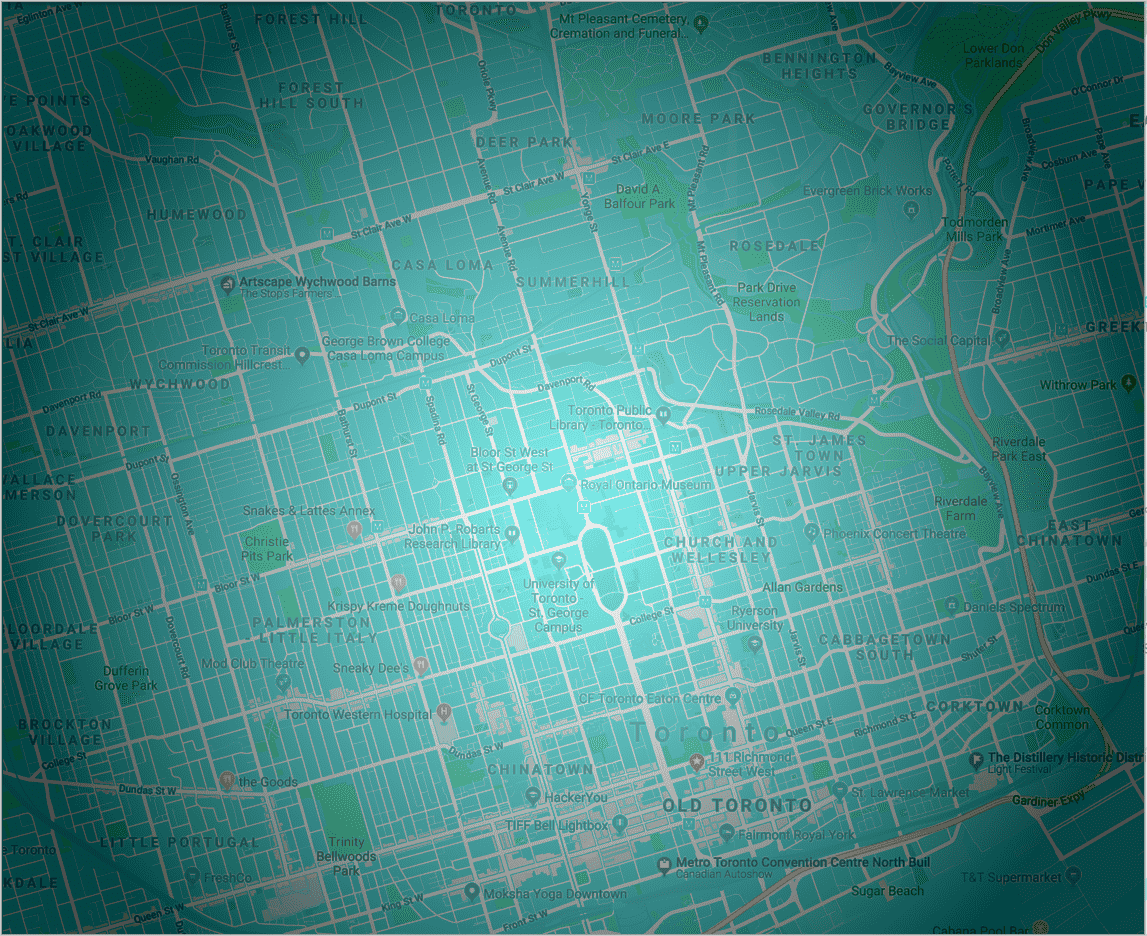 Eglinton Ave W
Bathurst St
FOREST HILL
TORONTO
Mt Pleasant Cemetery,
Cremation and Funeral...
Don Valley Pkwy
Lower Don
Parklands
BENNINGTON
HEIGHTS
Bayview Ave
O'Connor Dr
Oriole Pkwy
FOREST
HILL SOUTH
GOVERNOR'S
BRIDGE
MOORE PARK
Broadview Ave
Pape Ave
OAKWOOD
VILLAGE
DEER PARK
St Clair Ave E
Cosburn Ave
Vaughan Rd
Avenue Rd
St Clair Ave W
Mt Pleasant Rd
Pottery Rd
PAPE V
David A.
Balfour Park
Evergreen Brick Works
HUMEWOOD
Yonge St
St Clair Ave W
Todmorden
Mills Park
Mortimer Ave
T. CLAIR
ST VILLAGE
Avenue Rd
ROSEDALE
Mt Pleasant Rd
CASA LOMA
SUMMERHILL
Broadview Ave
Artscape Wychwood Barns
The Stop's Farmers...
Park Drive
Reservation
Lands
St Clair Ave W
Casa Loma
GREEK
George Brown College
Casa Loma Campus
The Social Capital
Toronto Transit
Commission Hillcrest...
Dupont St
WYCHWOOD
Davenport Rd
Withrow Park
Davenport Rd
Dupont St
Spadina Rd
St George St
Toronto Public
Library - Toronto...
Rosedale Valley Rd
Bathurst St
DAVENPORT
ST. JAMES
TOWN
Riverdale
Park East
Dupont St
Ossington Ave
Bloor St West
at St George St
UPPER JARVIS
WALLACE
EMERSON
Royal Ontario Museum
Bayview Ave
Jarvis St
Riverdale
Farm
Snakes & Lattes Annex
DOVERCOURT
PARK
John P. Robarts
Research Library
Phoenix Concert Theatre
EAST
CHINATOWN
Christie
Pits Park
CHURCH AND
WELLESLEY
Bloor St W
University of
Toronto -
St. George
Campus
Allan Gardens
Dundas St E
Krispy Kreme Doughnuts
Bloor St W
College St
Ryerson
University
Daniels Spectrum
BLOORDALE
VILLAGE
PALMERSTON
- LITTLE ITALY
Dovercourt Rd
Jarvis St
CABBAGETOWN
SOUTH
Shuter St
Dufferin
Grove Park
Mod Club Theatre
Sneaky Dee's
CF Toronto Eaton Centre
Toronto Western Hospital
CORKTOWN
Corktown
Common
BROCKTON
VILLAGE
Toronto
Queen St E
Richmond St E
College St
Dundas St W
111 Richmond
Street West
The Distillery Historic Distr
Light Festival
CHINATOWN
the Goods
Dundas St W
HackerYou
St. Lawrence Market
Gardiner Expy
OLD TORONTO
TIFF Bell Lightbox
Fairmont Royal York
LITTLE PORTUGAL
Trinity
Bellwoods
Park
Metro Toronto Convention Centre North Buil
Canadian Autoshow
FreshCo
T&T Supermarket
Moksha Yoga Downtown
Sugar Beach
King St W
Queen St W
Front St W
Cabana Pool Bar